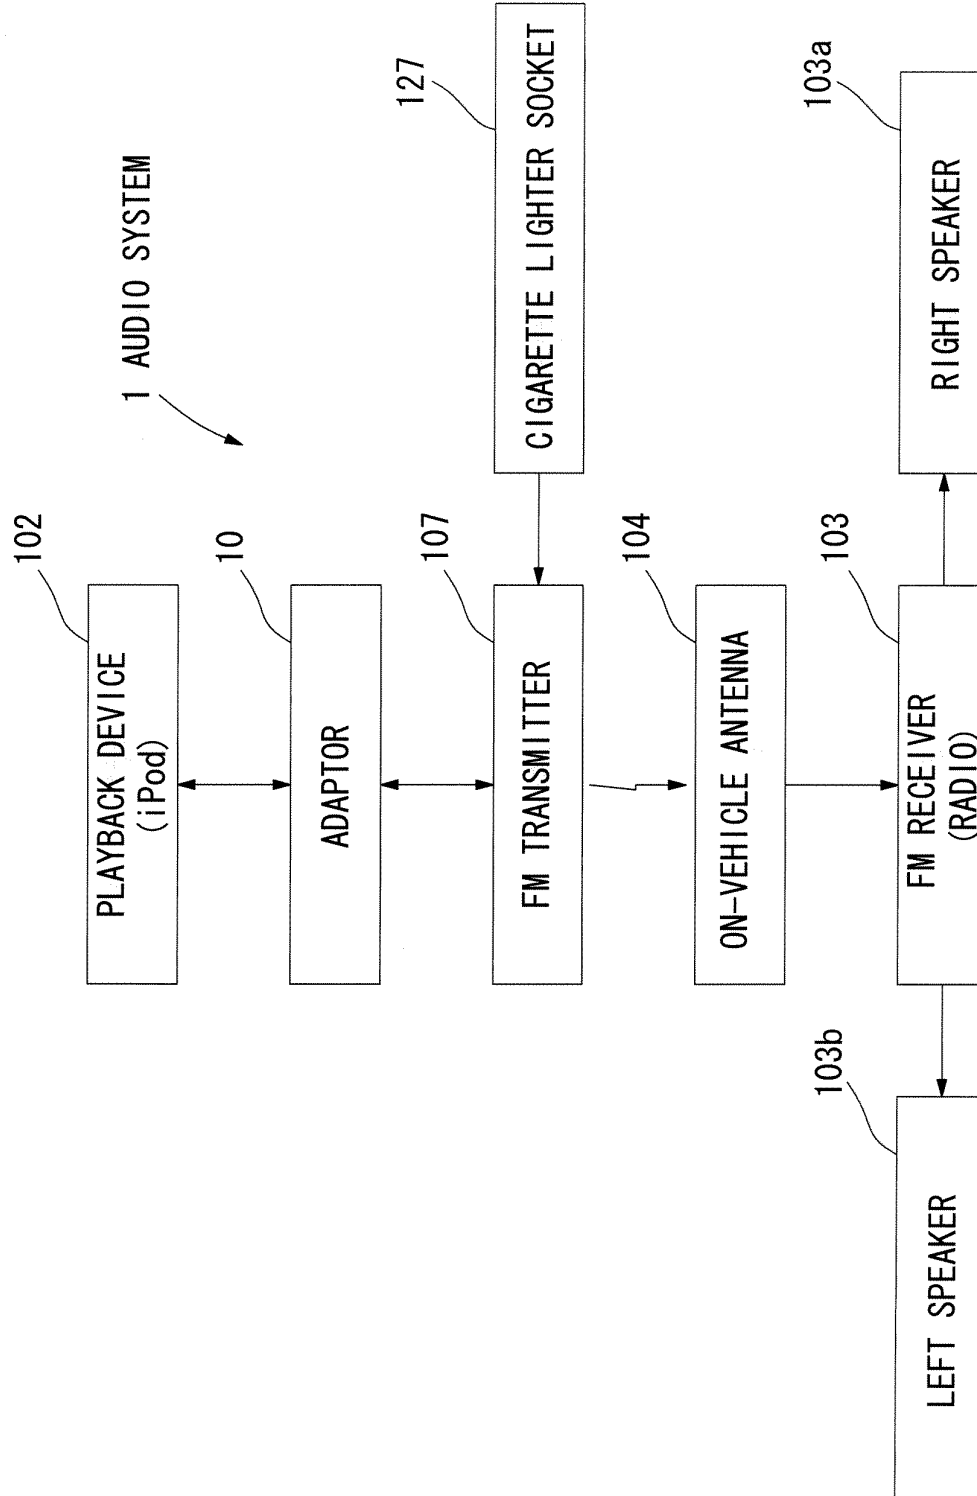 1 AUDIO SYSTEM
102
PLAYBACK DEVICE
(iPod)
10
ADAPTOR
107
FM TRANSMITTER
127
CIGARETTE LIGHTER SOCKET
104
ON-VEHICLE ANTENNA
103
FM RECEIVER
(RADIO)
103a
RIGHT SPEAKER
103b
LEFT SPEAKER